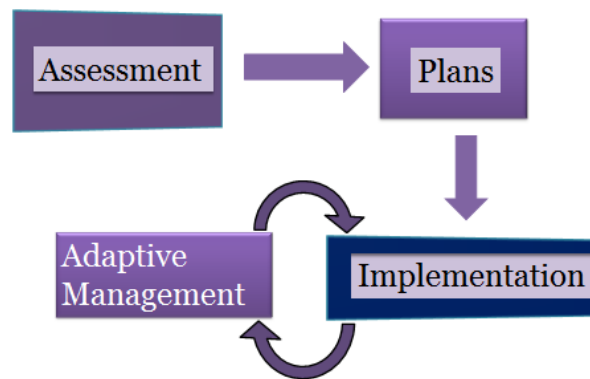 Assessment
Plans
Adaptive
Management
Implementation